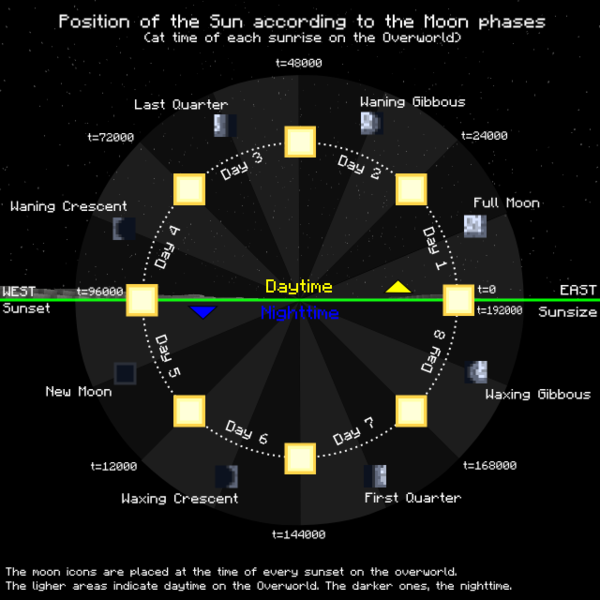 Position of the Sun according to the Moon phases
(at time of each sunrise on the Overworld)
t=48000
Last Quarter
Waning Gibbous
t=72000
t=24000
Day 3
Day 2
Waning Crescent
Full Moon
Day 4
Day 1
WEST
t=96000
Daytime
t=0
EAST
Sunset
Nighttime
t=192000
Sunsize
Day 5
Day 8
New Moon
Waxing Gibbous
Day 6
Day 7
t=12000
t=168000
Waxing Crescent
First Quarter
t=144000
The moon icons are placed at the time of every sunset on the overworld.
The ligher areas indicate daytime on the Overworld. The darker ones, the nighttime.